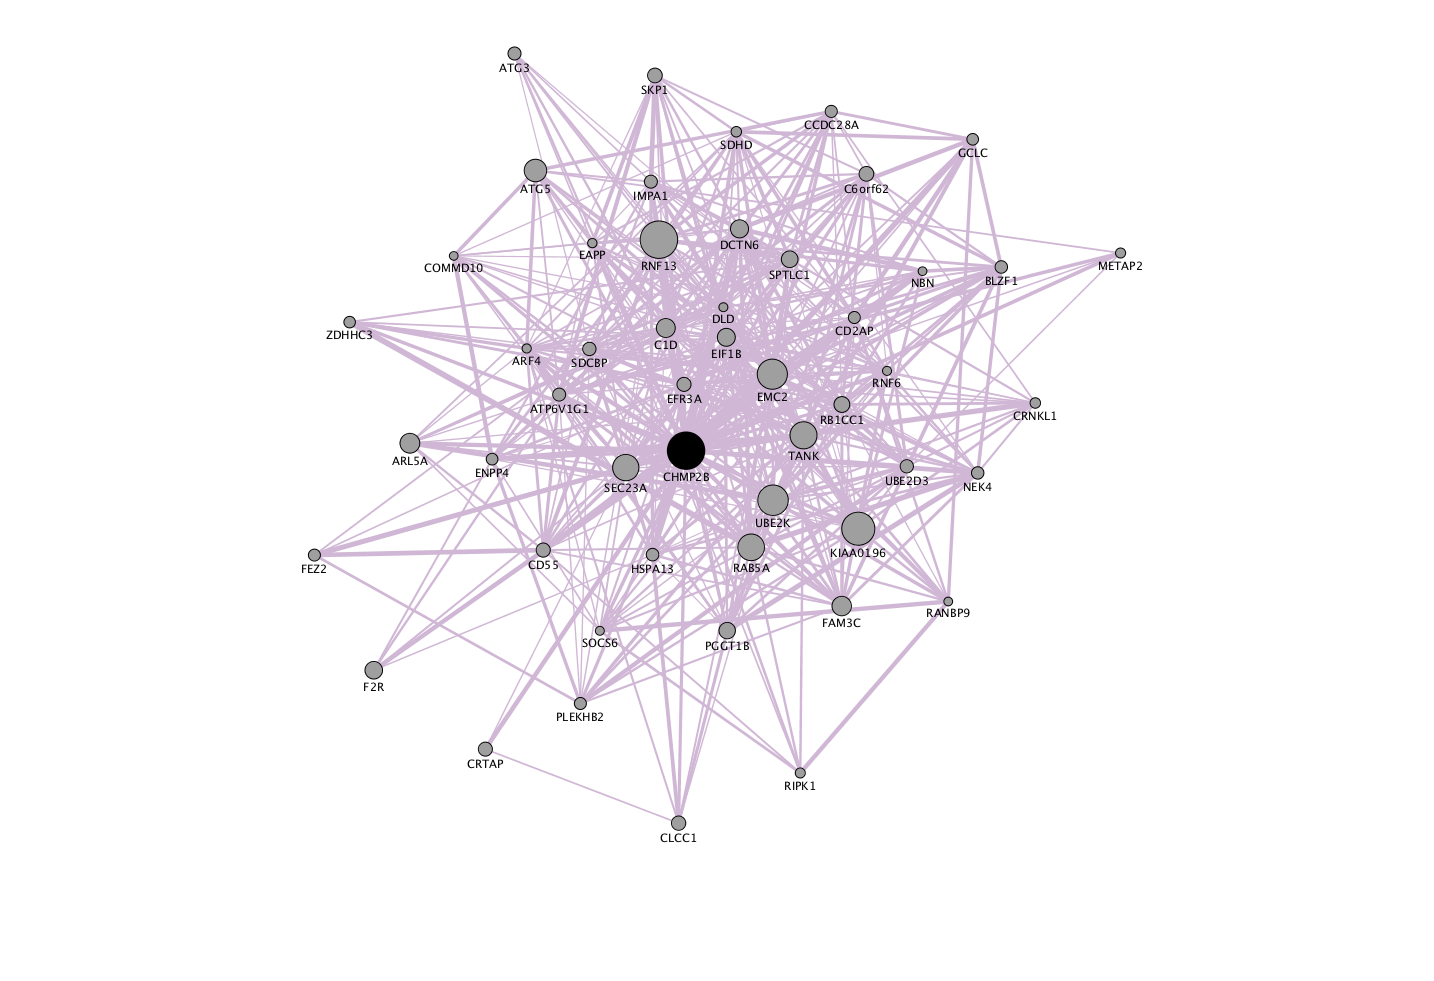 ATG3
SKP1
CCDC28A
SDHD
GCLC
ATG5
IMPA1
C6orf62
DCTN6
EAPP
RNF13
COMMD10
SPTLC1
NBN
BLZF1
METAP2
DLD
ZDHHC3
CD2AP
C1D
EIF1B
ARF4
SDCBP
RNF6
EFR3A
EMC2
ATP6V1G1
RB1CC1
CRNKL1
TANK
ARL5A
ENPP4
CHMP2B
SEC23A
UBE2D3
NEK4
UBE2K
KIAA0196
FEZ2
CD55
HSPA13
RAB5A
RANBP9
FAM3C
SOCS6
PGGT1B
F2R
PLEKHB2
CRTAP
RIPK1
CLCC1